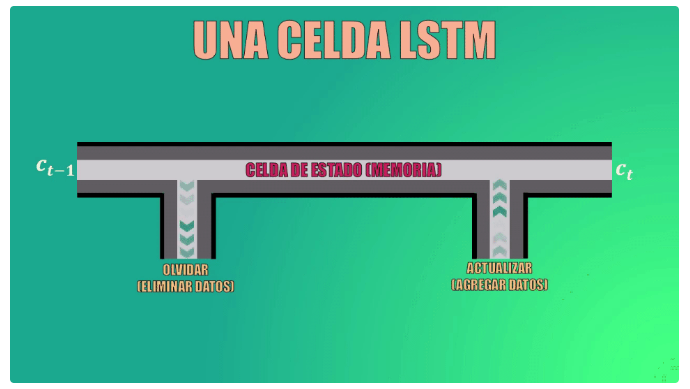 UNA CELDA LSTM
c_{t-1}
CELDA DE ESTADO (MEMORIA)
c_t
OLVIDAR
(ELIMINAR DATOS)
ACTUALIZAR
(AGREGAR DATOS)